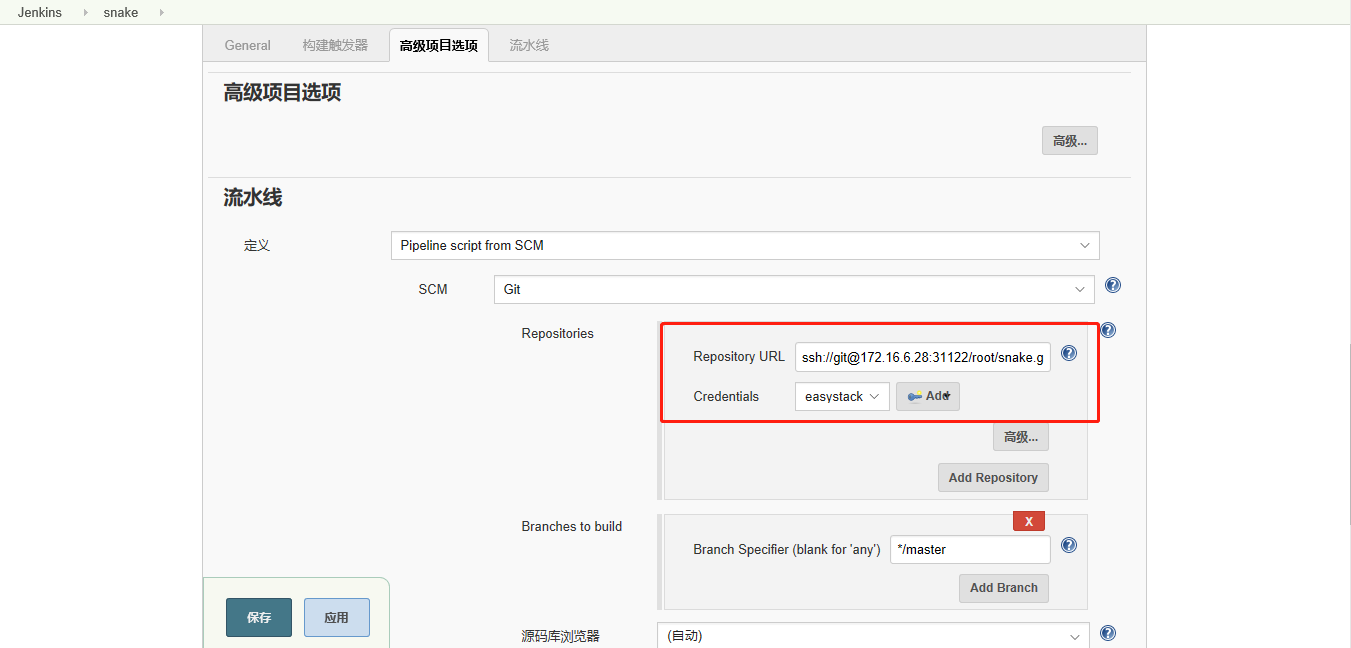 Jenkins snake
General 构建触发器 高级项目选项 流水线
高级项目选项
高级...
流水线
定义 Pipeline script from SCM
SCM Git
Repositories
Repository URL ssh://git@172.16.6.28:31122/root/snake.g
Credentials easystack Add
高级...
Add Repository
Branches to build
X
Branch Specifier (blank for 'any') */master
Add Branch
保存 应用
源码库浏览器 (自动)